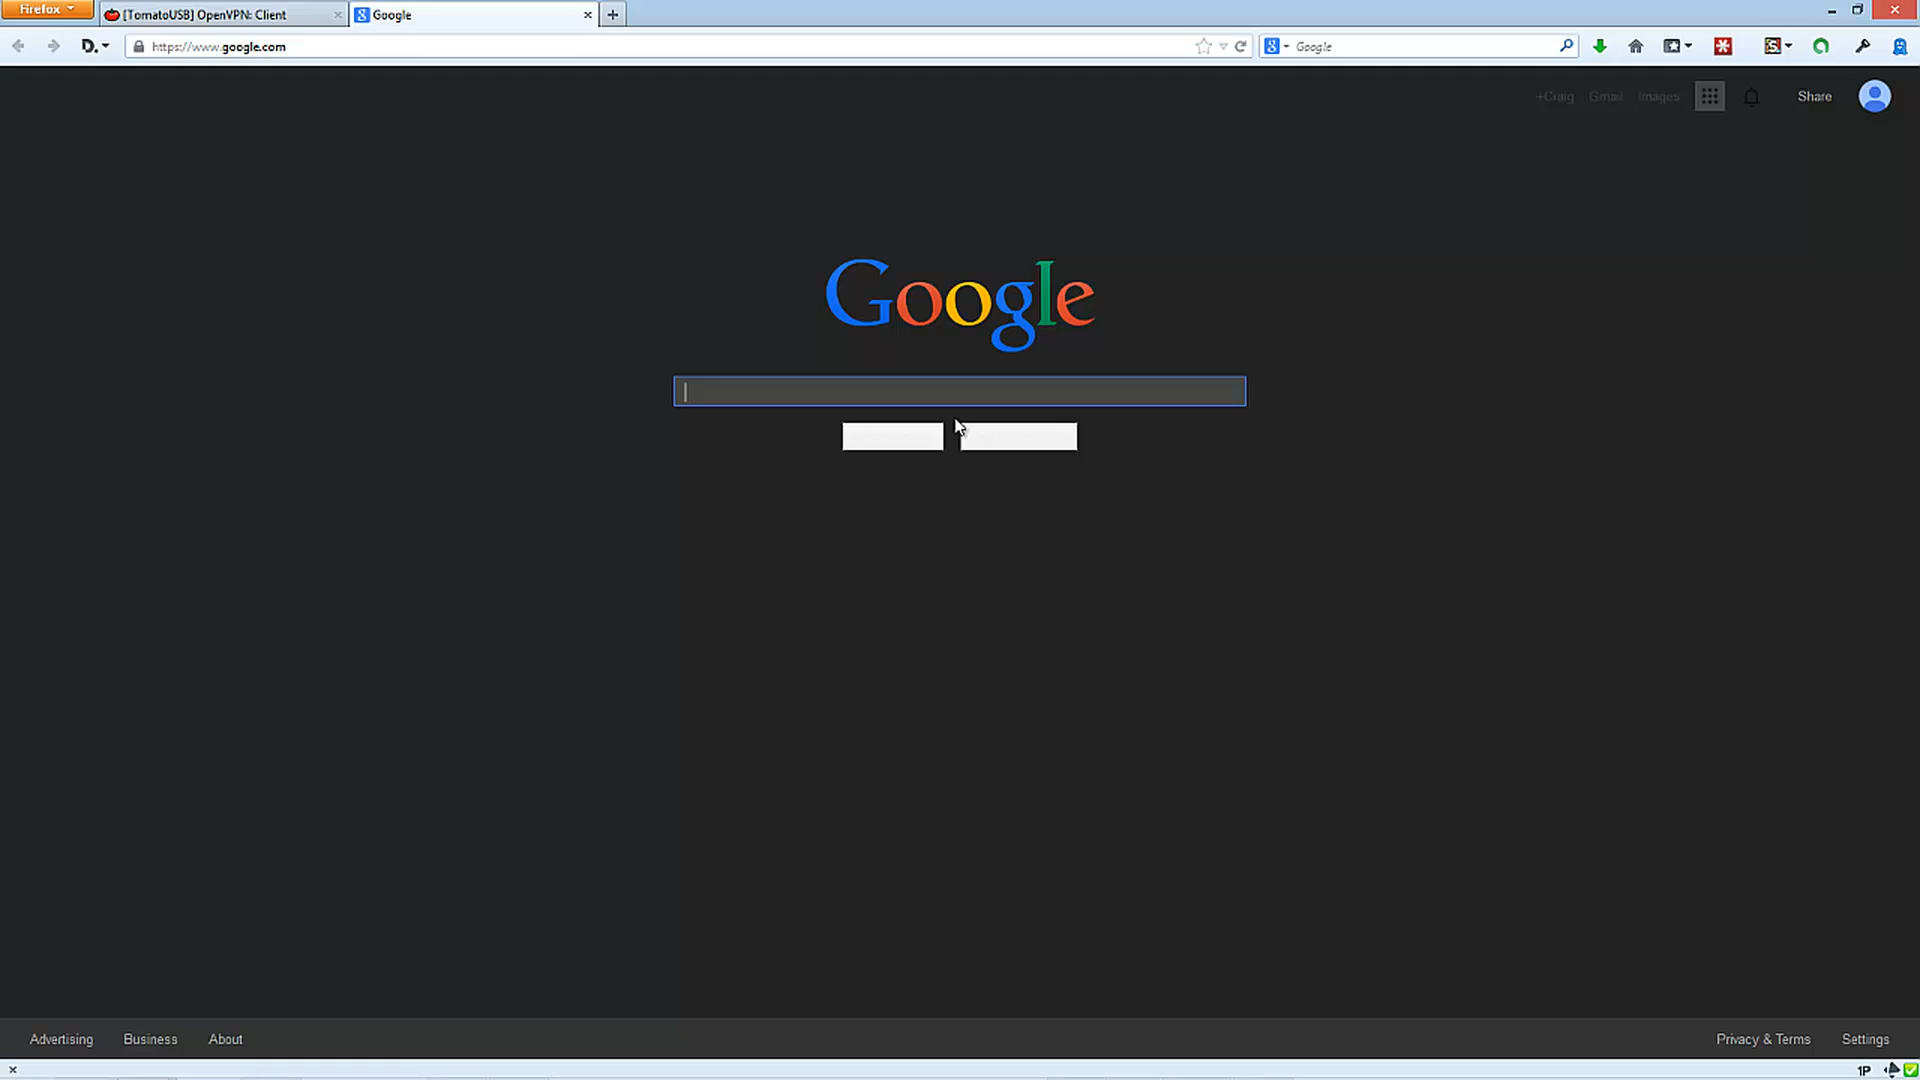 Firefox
[TomatoUSB] OpenVPN: Client
Google
https://www.google.com
Google
+Craig Gmail Images Share
Google
Advertising Business About
Privacy & Terms Settings
1P